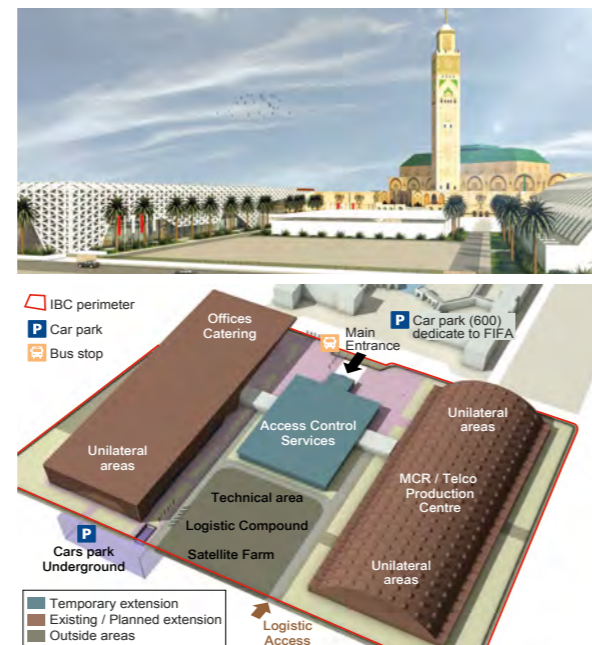 IBC perimeter
P Car park
Bus stop
Offices
Catering
Main
Entrance
P Car park (600)
dedicate to FIFA
Access Control
Services
Unilateral
areas
MCR / Telco
Production
Centre
Unilateral
areas
Unilateral
areas
Technical area
Logistic Compound
Satellite Farm
P
Cars park
Underground
Logistic
Access
Temporary extension
Existing / Planned extension
Outside areas